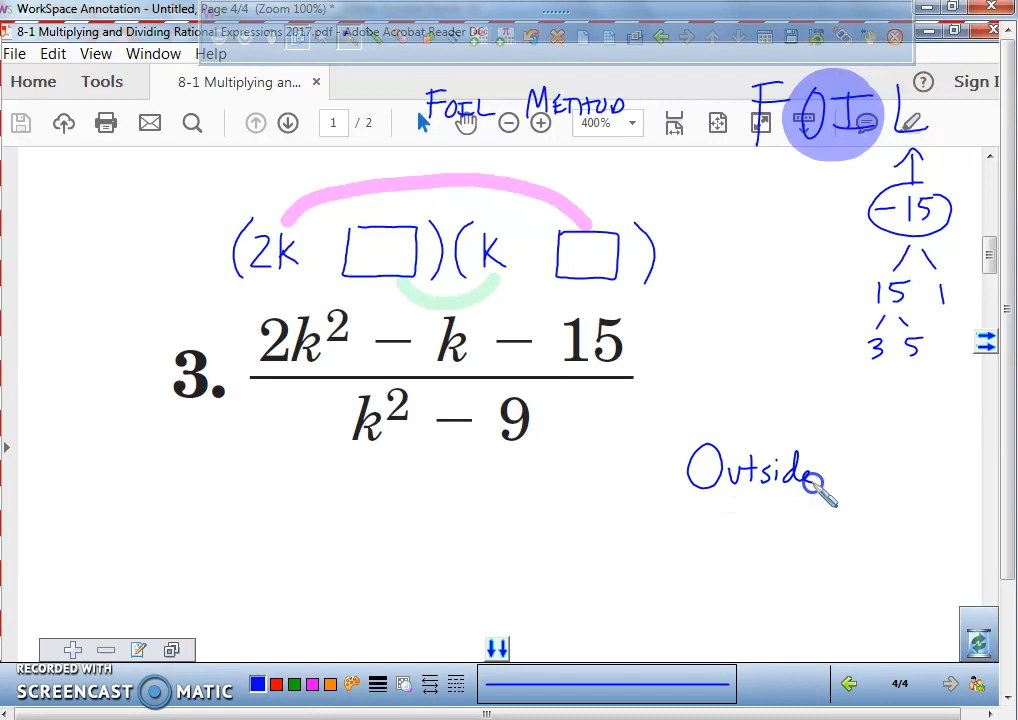 WorkSpace Annotation - Untitled, Page 4/4 (Zoom 100%) *
8-1 Multiplying and Dividing Rational Expressions 2017.pdf - Adobe Acrobat Reader DC
File Edit View Window Help
Home Tools 8-1 Multiplying an... × Sign I
FOIL METHOD FOIL
1 / 2 400%
-15
(2k )(k )
15 1
3 5
3. 2k² − k − 15
k² − 9
Outside
RECORDED WITH
SCREENCAST MATIC
4/4